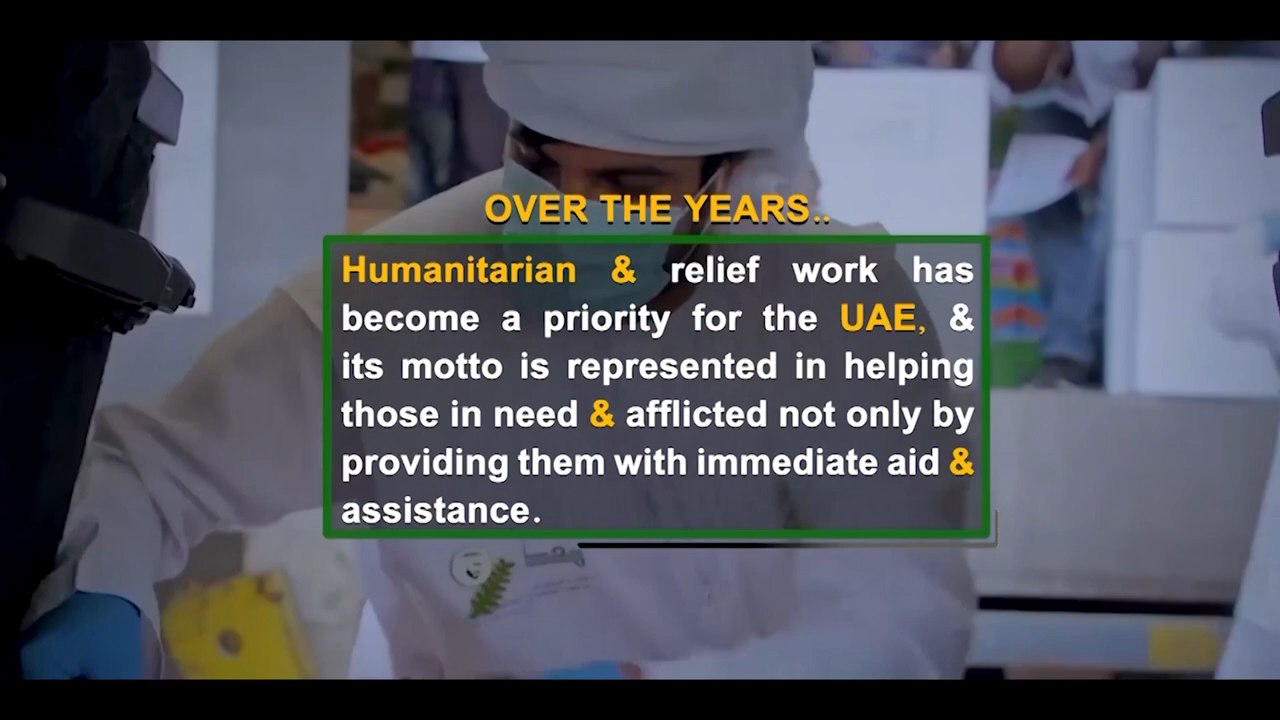 OVER THE YEARS..
Humanitarian & relief work has
become a priority for the UAE, &
its motto is represented in helping
those in need & afflicted not only by
providing them with immediate aid &
assistance.